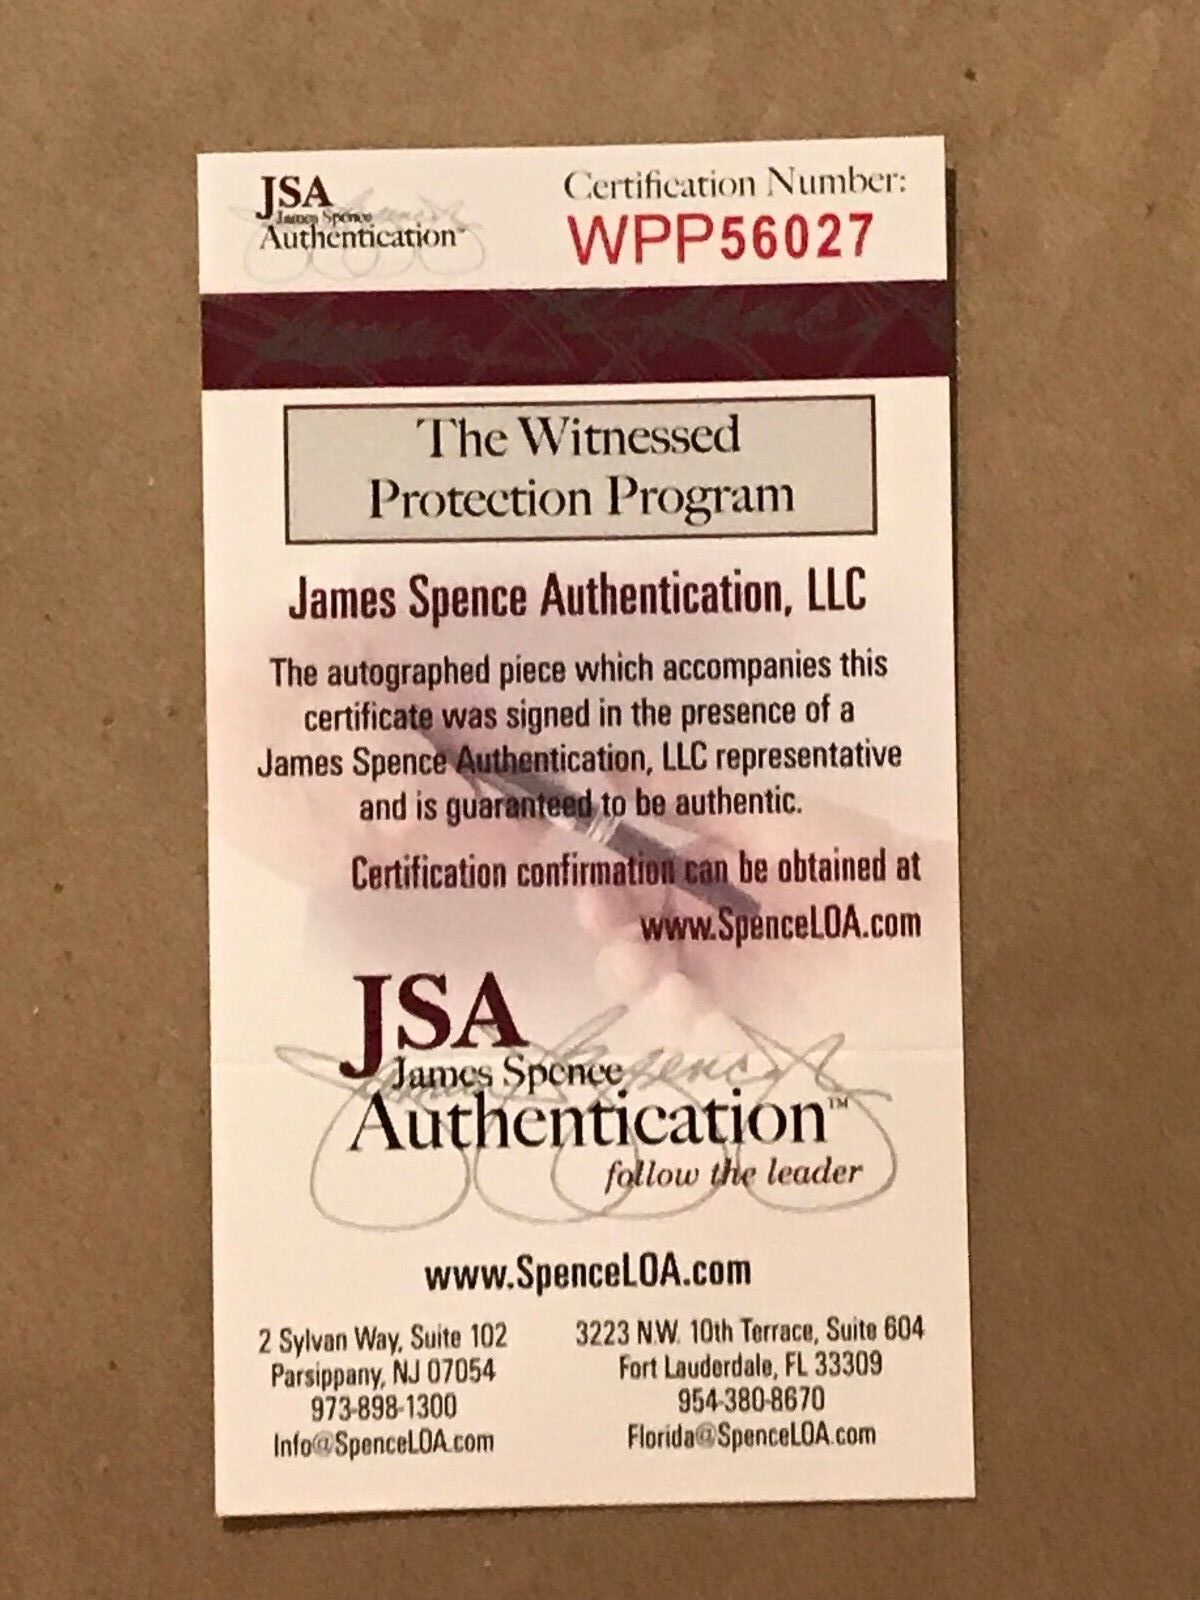 JSA
James Spence
Authentication™
Certification Number:
WPP56027
The Witnessed
Protection Program
James Spence Authentication, LLC
The autographed piece which accompanies this
certificate was signed in the presence of a
James Spence Authentication, LLC representative
and is guaranteed to be authentic.
Certification confirmation can be obtained at
www.SpenceLOA.com
JSA
James Spence
Authentication™
follow the leader
www.SpenceLOA.com
2 Sylvan Way, Suite 102
Parsippany, NJ 07054
973-898-1300
Info@SpenceLOA.com
3223 N.W. 10th Terrace, Suite 604
Fort Lauderdale, FL 33309
954-380-8670
Florida@SpenceLOA.com